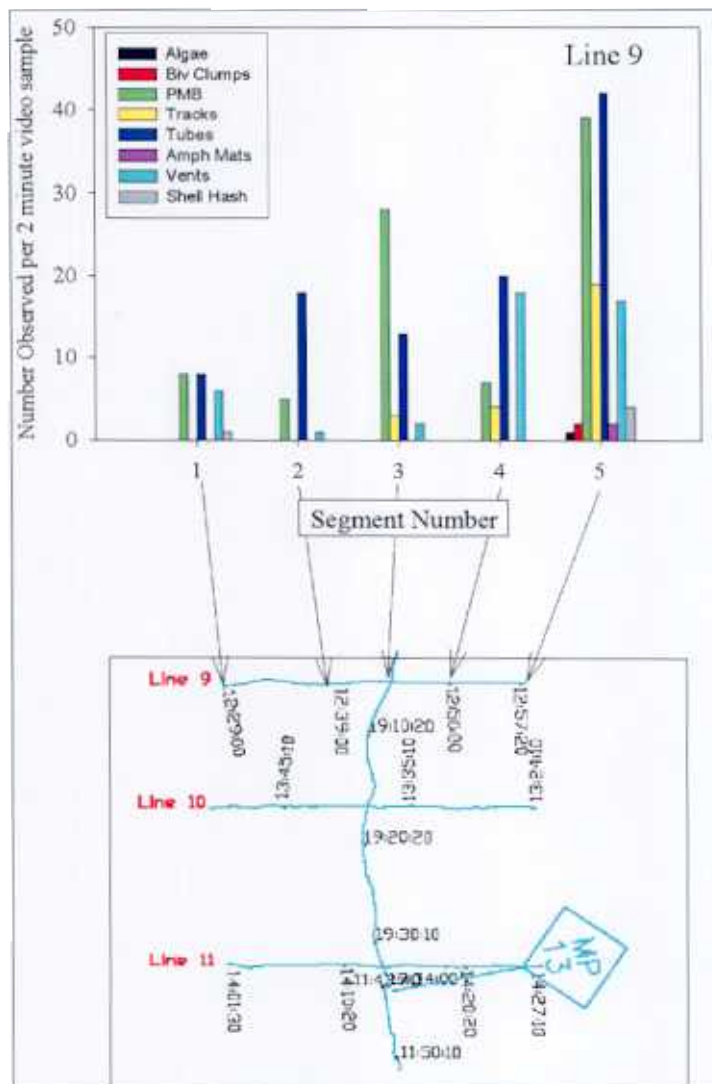 Number Observed per 2 minute video sample
50
40
30
20
10
0
Line 9
Algae
Biv Clumps
PMB
Tracks
Tubes
Amph Mats
Vents
Shell Hash
1 2 3 4 5
Segment Number
Line 9
12:29:00
12:39:00
12:50:00
12:57:20
19:10:20
13:45:10
13:35:10
Line 10
19:20:20
19:30:10
Line 11
14:01:30
14:10:20
14:20:20
14:27:10
11:50:10
MP
13